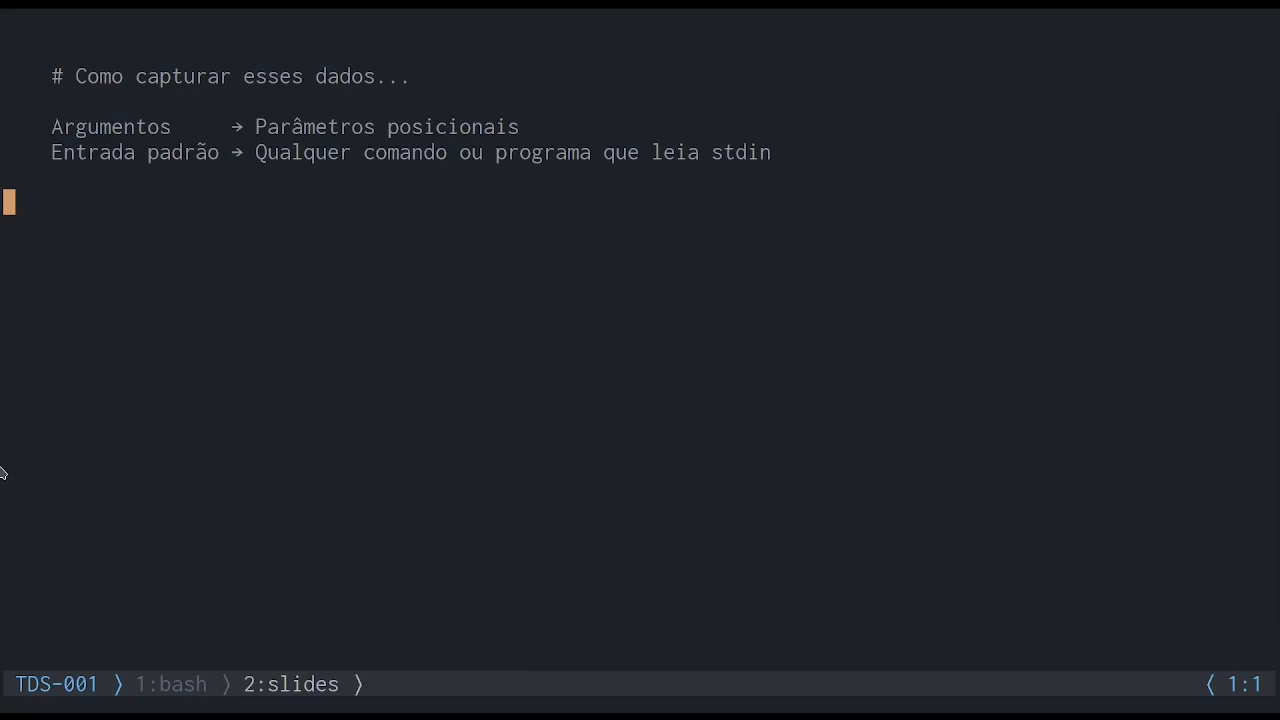 # Como capturar esses dados...
Argumentos → Parâmetros posicionais
Entrada padrão → Qualquer comando ou programa que leia stdin
TDS-001 ⟩ 1:bash ⟩ 2:slides ⟩ ⟨ 1:1